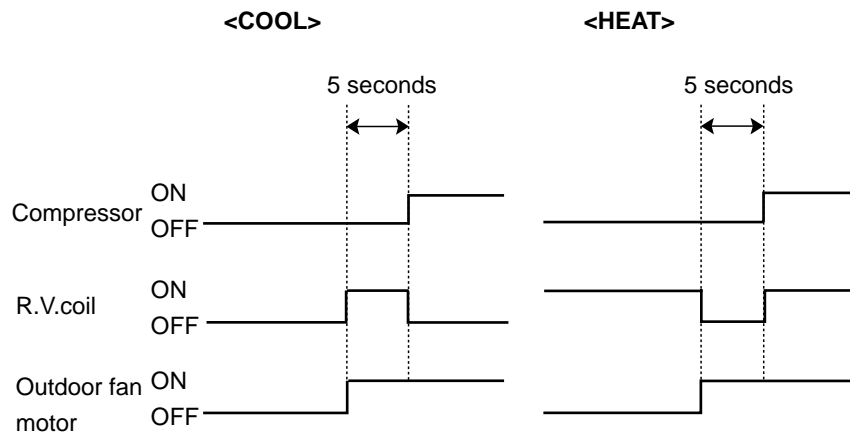 <COOL> <HEAT>
5 seconds 5 seconds
Compressor ON
OFF
R.V.coil ON
OFF
Outdoor fan motor ON
OFF